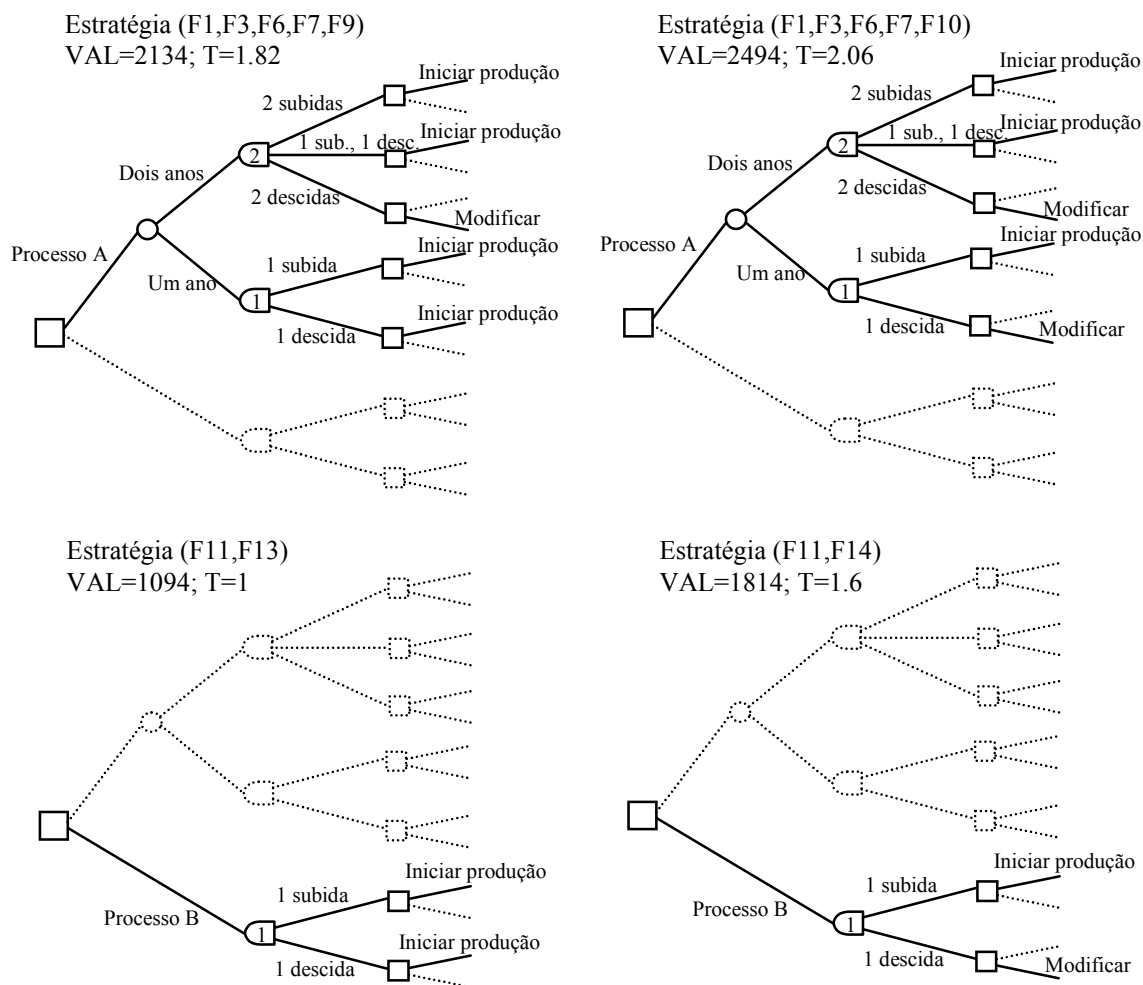 Estratégia (F1,F3,F6,F7,F9)
VAL=2134; T=1.82
Iniciar produção
2 subidas
Iniciar produção
1 sub., 1 desc.
2
Dois anos
2 descidas
Modificar
Iniciar produção
Processo A
1 subida
Um ano
1
Iniciar produção
1 descida
Estratégia (F1,F3,F6,F7,F10)
VAL=2494; T=2.06
Iniciar produção
2 subidas
Iniciar produção
1 sub., 1 desc.
2
Dois anos
2 descidas
Modificar
Iniciar produção
Processo A
1 subida
Um ano
1
1 descida
Modificar
Estratégia (F11,F13)
VAL=1094; T=1
Iniciar produção
1 subida
Processo B
1
Iniciar produção
1 descida
Estratégia (F11,F14)
VAL=1814; T=1.6
Iniciar produção
1 subida
Processo B
1
1 descida
Modificar